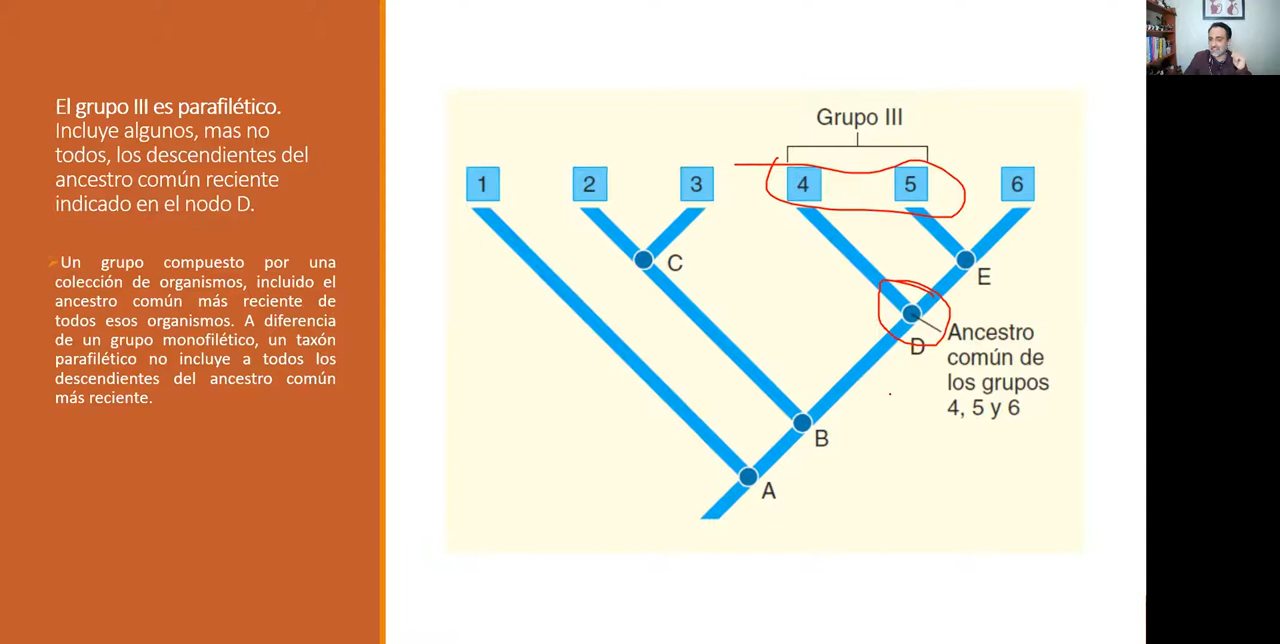 El grupo III es parafilético.
Incluye algunos, mas no
todos, los descendientes del
ancestro común reciente
indicado en el nodo D.
Un grupo compuesto por una
colección de organismos, incluido el
ancestro común más reciente de
todos esos organismos. A diferencia
de un grupo monofilético, un taxón
parafilético no incluye a todos los
descendientes del ancestro común
más reciente.
Grupo III
1 2 3 4 5 6
C
E
D
Ancestro
común de
los grupos
4, 5 y 6
B
A